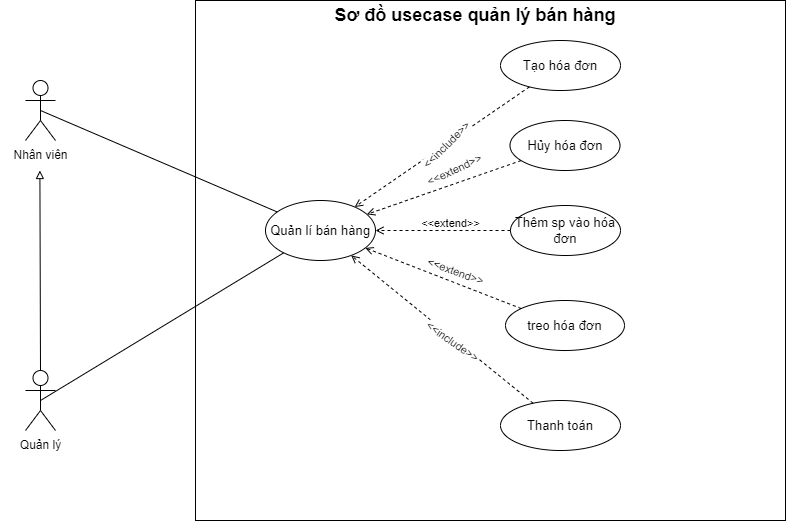 Sơ đồ usecase quản lý bán hàng
Tạo hóa đơn
<<include>>
Hủy hóa đơn
<<extend>>
Nhân viên
Quản lí bán hàng
<<extend>>
Thêm sp vào hóa
đơn
<<extend>>
treo hóa đơn
<<include>>
Thanh toán
Quản lý